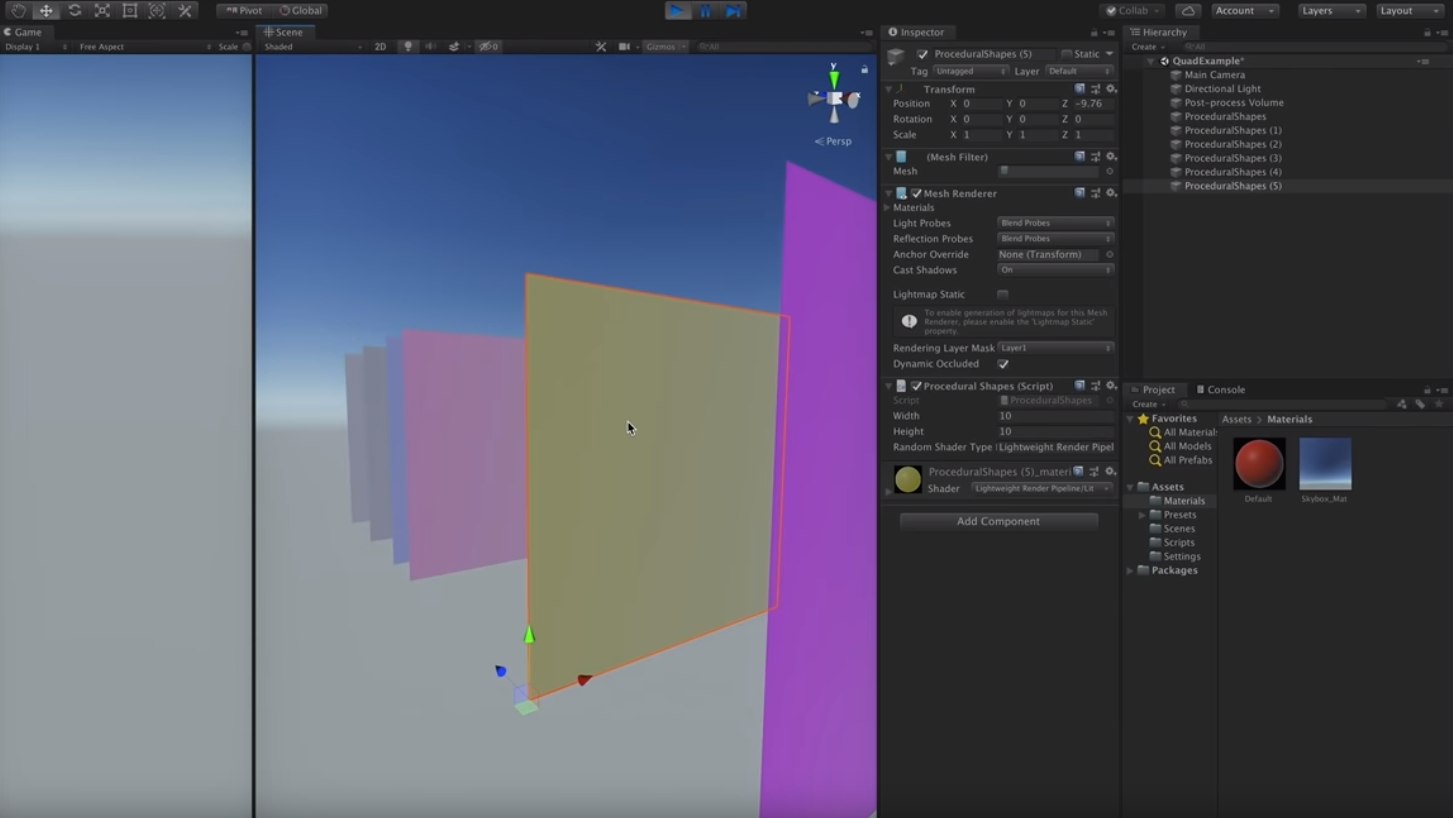 Pivot Global Collab Account Layers Layout
Game
Display 1 Free Aspect Scale
Scene
Shaded 2D 0 Gizmos All
y
x
Persp
Inspector
ProceduralShapes (5) Static
Tag Untagged Layer Default
Transform
Position X 0 Y 0 Z -9.76
Rotation X 0 Y 0 Z 0
Scale X 1 Y 1 Z 1
(Mesh Filter)
Mesh
Mesh Renderer
Materials
Light Probes Blend Probes
Reflection Probes Blend Probes
Anchor Override None (Transform)
Cast Shadows On
Lightmap Static
To enable generation of lightmaps for this Mesh
Renderer, please enable the 'Lightmap Static'
property.
Rendering Layer Mask Layer1
Dynamic Occluded
Procedural Shapes (Script)
Script ProceduralShapes
Width 10
Height 10
Random Shader Type Lightweight Render Pipel
ProceduralShapes (5)_materi
Shader Lightweight Render Pipeline/Lit
Add Component
Hierarchy
Create All
QuadExample*
Main Camera
Directional Light
Post-process Volume
ProceduralShapes
ProceduralShapes (1)
ProceduralShapes (2)
ProceduralShapes (3)
ProceduralShapes (4)
ProceduralShapes (5)
Project Console
Create
Favorites
All Material
All Models
All Prefabs
Assets
Materials
Presets
Scenes
Scripts
Settings
Packages
Assets > Materials
Default Skybox_Mat